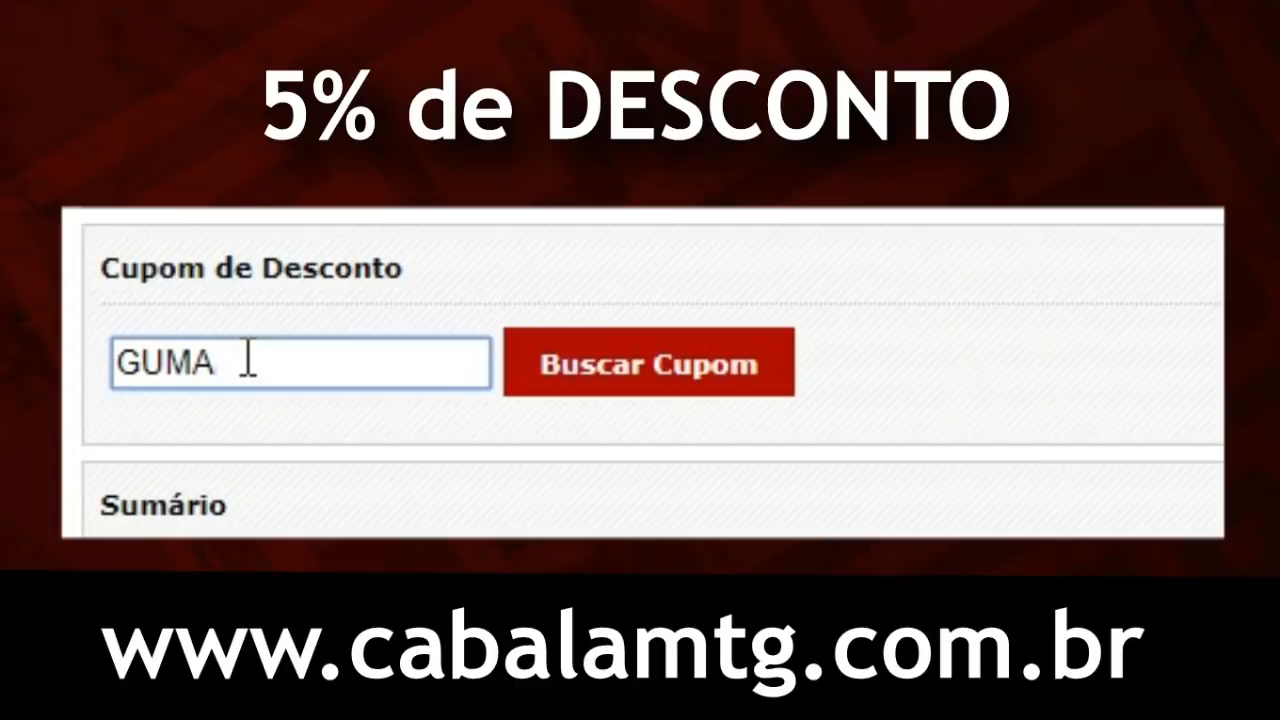 5% de DESCONTO
Cupom de Desconto
GUMA
Buscar Cupom
Sumário
www.cabalamtg.com.br